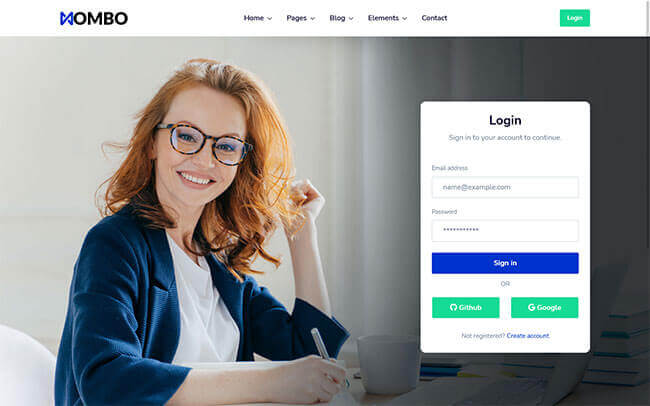 MOMBO
Home Pages Blog Elements Contact
Login
Login
Sign in to your account to continue.
Email address
name@example.com
Password
***********
Sign in
OR
Github
Google
Not registered? Create account.